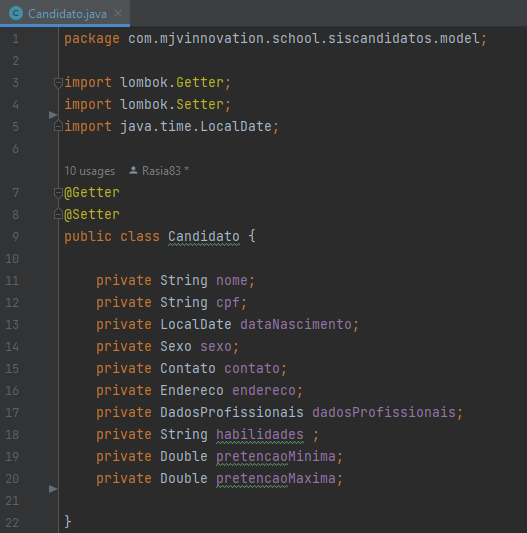 Candidato.java
1 package com.mjvinnovation.school.siscandidatos.model;
2
3 import lombok.Getter;
4 import lombok.Setter;
5 import java.time.LocalDate;
6
10 usages Rasia83 *
7 @Getter
8 @Setter
9 public class Candidato {
10
11 private String nome;
12 private String cpf;
13 private LocalDate dataNascimento;
14 private Sexo sexo;
15 private Contato contato;
16 private Endereco endereco;
17 private DadosProfissionais dadosProfissionais;
18 private String habilidades ;
19 private Double pretencaoMinima;
20 private Double pretencaoMaxima;
21
22 }